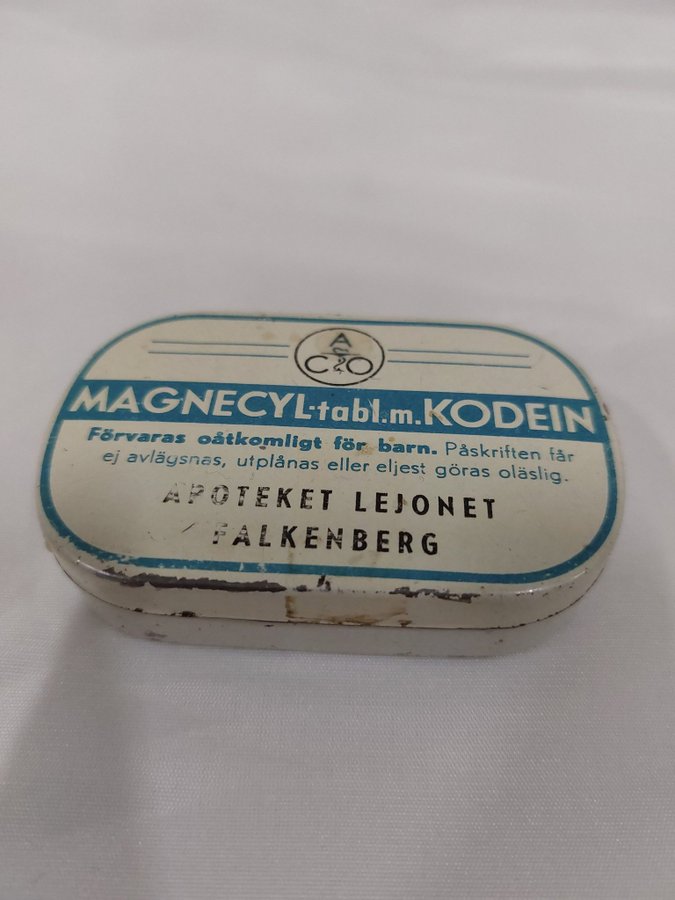 A
C2O
MAGNECYL-tabl.m.KODEIN
Förvaras oåtkomligt för barn. Påskriften får
ej avlägsnas, utplånas eller eljest göras oläslig.
APOTEKET LEJONET
FALKENBERG